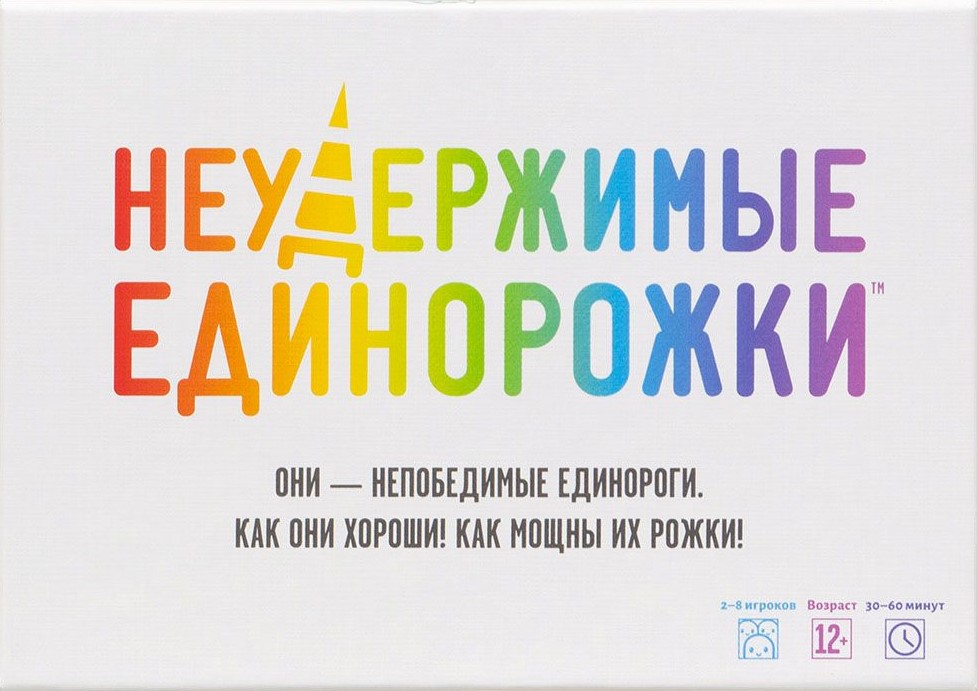 НЕУДЕРЖИМЫЕ
ЕДИНОРОЖКИ™
ОНИ — НЕПОБЕДИМЫЕ ЕДИНОРОГИ.
КАК ОНИ ХОРОШИ! КАК МОЩНЫ ИХ РОЖКИ!
2–8 игроков Возраст 30–60 минут
12+